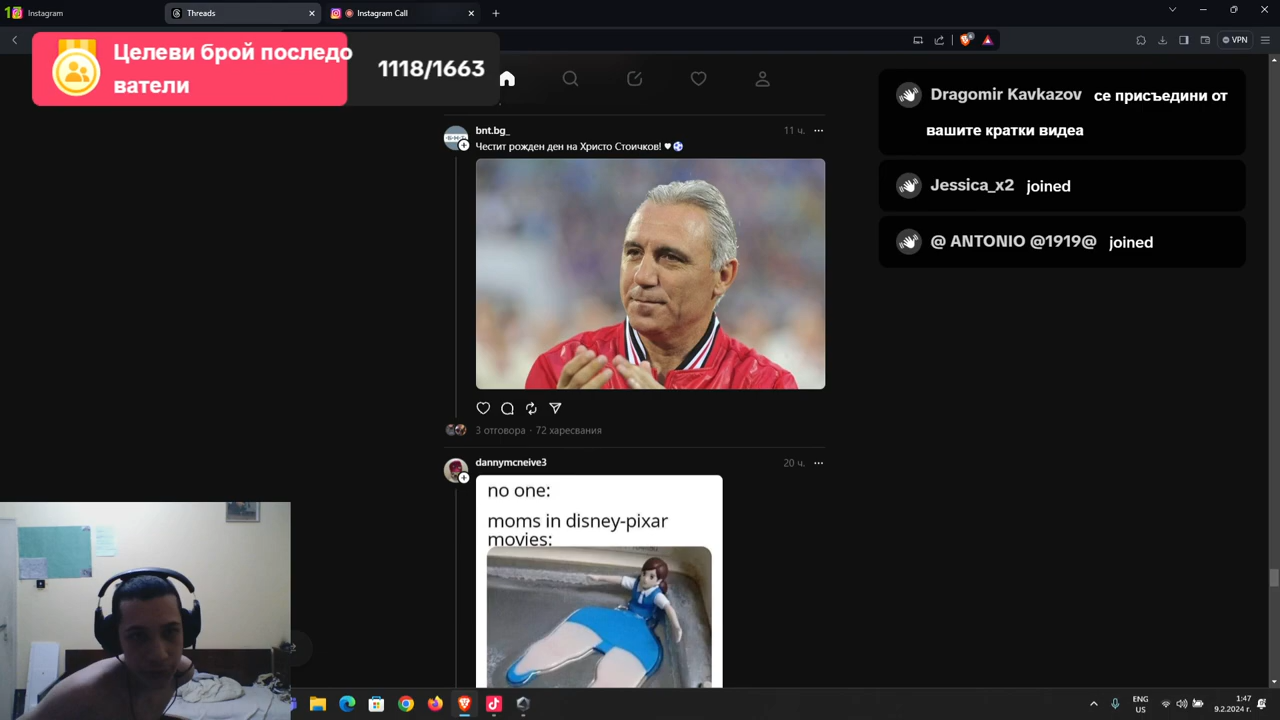 Instagram
Threads
Instagram Call
VPN
Целеви брой последо
ватели
1118/1663
Dragomir Kavkazov се присъедини от
вашите кратки видеа
Jessica_x2 joined
@ ANTONIO @1919@ joined
bnt.bg_
11 ч.
Честит рожден ден на Христо Стоичков! ♥⚽
3 отговора · 72 харесвания
dannymcneive3
20 ч.
no one:
moms in disney-pixar
movies:
ENG
US
1:47
9.2.2024 г.